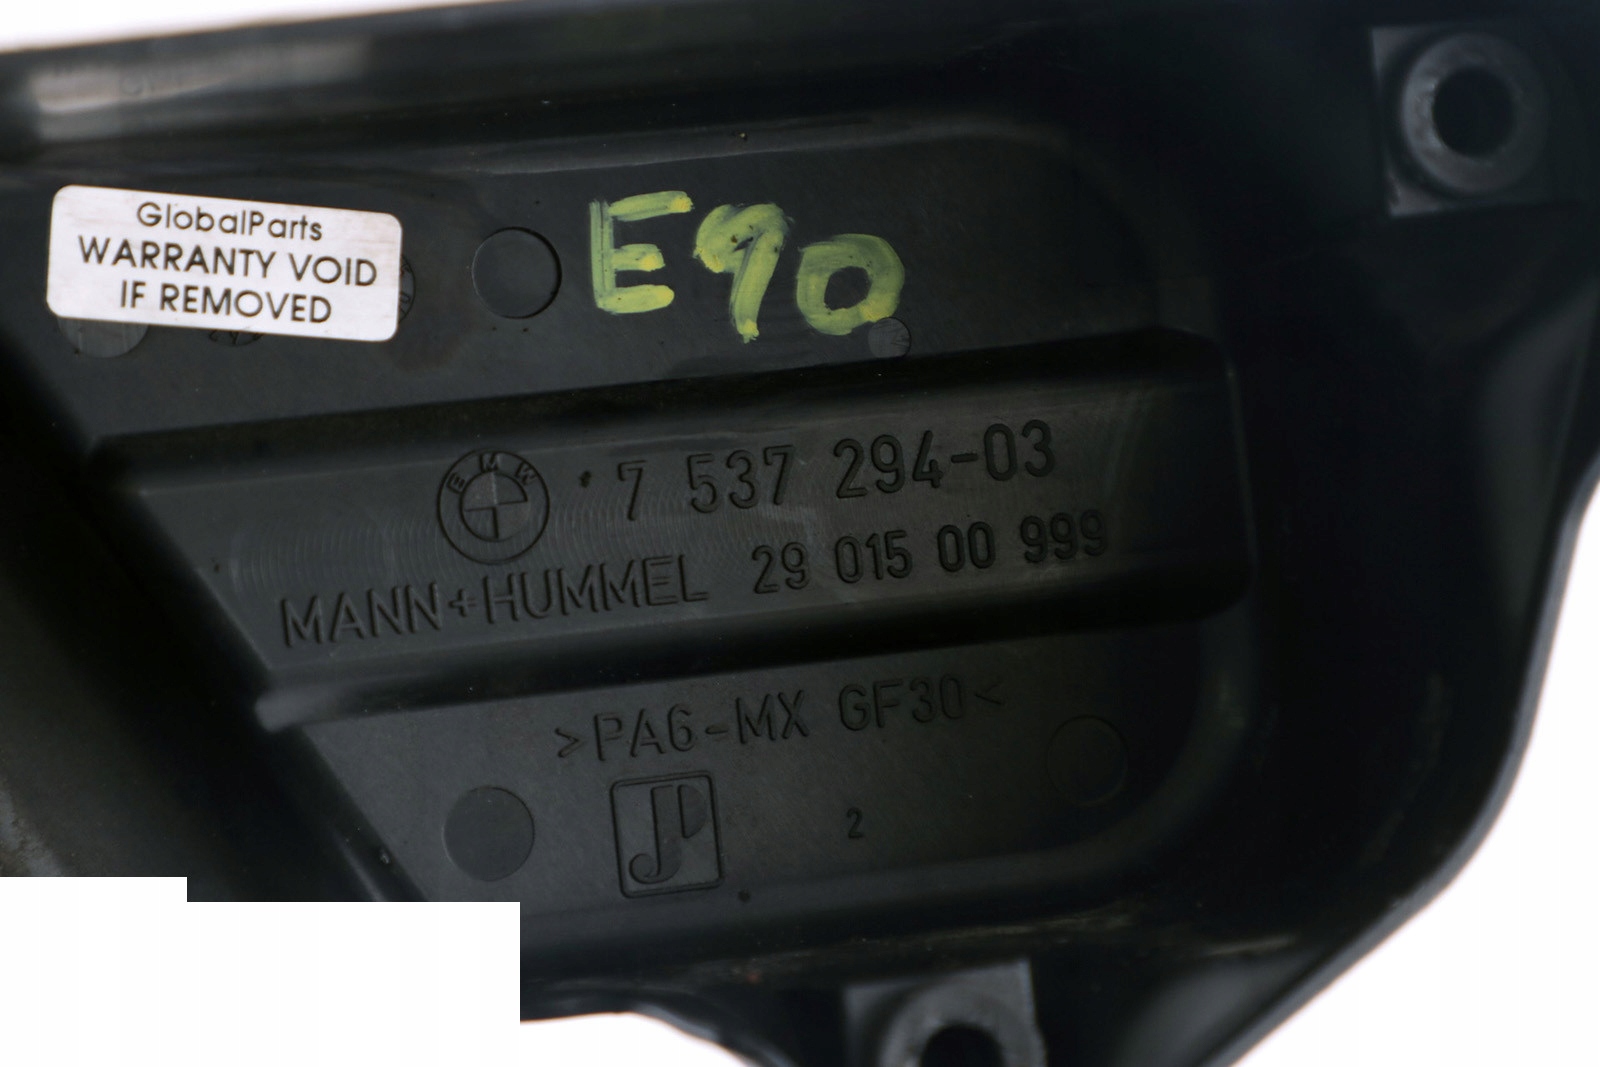 GlobalParts
WARRANTY VOID
IF REMOVED
E90
BMW 7 537 294-03
MANN+HUMMEL 29 015 00 999
>PA6-MX GF30<
2